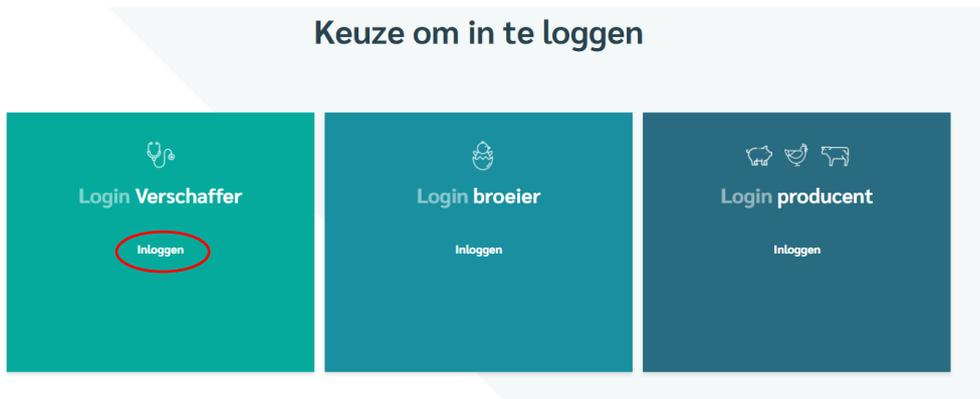 Keuze om in te loggen
Login Verschaffer
Inloggen
Login broeier
Inloggen
Login producent
Inloggen